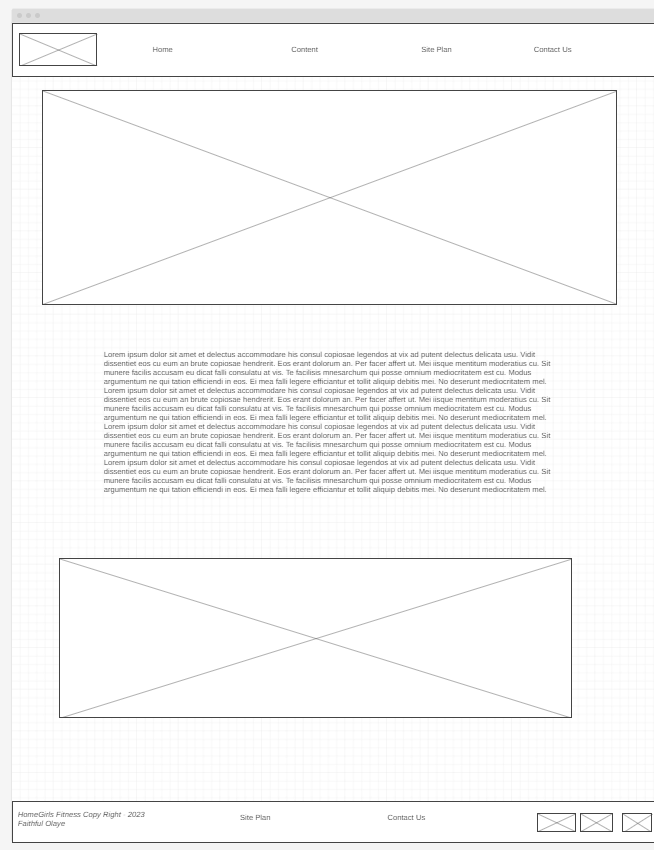 Home Content Site Plan Contact Us
Lorem ipsum dolor sit amet et delectus accommodare his consul copiosae legendos at vix ad putent delectus delicata usu. Vidit
dissentiet eos cu eum an brute copiosae hendrerit. Eos erant dolorum an. Per facer affert ut. Mei iisque mentitum moderatius cu. Sit
munere facilis accusam eu dicat falli consulatu at vis. Te facilisis mnesarchum qui posse omnium mediocritatem est cu. Modus
argumentum ne qui tation efficiendi in eos. Ei mea falli legere efficiantur et tollit aliquip debitis mei. No deserunt mediocritatem mel.
Lorem ipsum dolor sit amet et delectus accommodare his consul copiosae legendos at vix ad putent delectus delicata usu. Vidit
dissentiet eos cu eum an brute copiosae hendrerit. Eos erant dolorum an. Per facer affert ut. Mei iisque mentitum moderatius cu. Sit
munere facilis accusam eu dicat falli consulatu at vis. Te facilisis mnesarchum qui posse omnium mediocritatem est cu. Modus
argumentum ne qui tation efficiendi in eos. Ei mea falli legere efficiantur et tollit aliquip debitis mei. No deserunt mediocritatem mel.
Lorem ipsum dolor sit amet et delectus accommodare his consul copiosae legendos at vix ad putent delectus delicata usu. Vidit
dissentiet eos cu eum an brute copiosae hendrerit. Eos erant dolorum an. Per facer affert ut. Mei iisque mentitum moderatius cu. Sit
munere facilis accusam eu dicat falli consulatu at vis. Te facilisis mnesarchum qui posse omnium mediocritatem est cu. Modus
argumentum ne qui tation efficiendi in eos. Ei mea falli legere efficiantur et tollit aliquip debitis mei. No deserunt mediocritatem mel.
Lorem ipsum dolor sit amet et delectus accommodare his consul copiosae legendos at vix ad putent delectus delicata usu. Vidit
dissentiet eos cu eum an brute copiosae hendrerit. Eos erant dolorum an. Per facer affert ut. Mei iisque mentitum moderatius cu. Sit
munere facilis accusam eu dicat falli consulatu at vis. Te facilisis mnesarchum qui posse omnium mediocritatem est cu. Modus
argumentum ne qui tation efficiendi in eos. Ei mea falli legere efficiantur et tollit aliquip debitis mei. No deserunt mediocritatem mel.
HomeGirls Fitness Copy Right · 2023
Faithful Olaye
Site Plan Contact Us